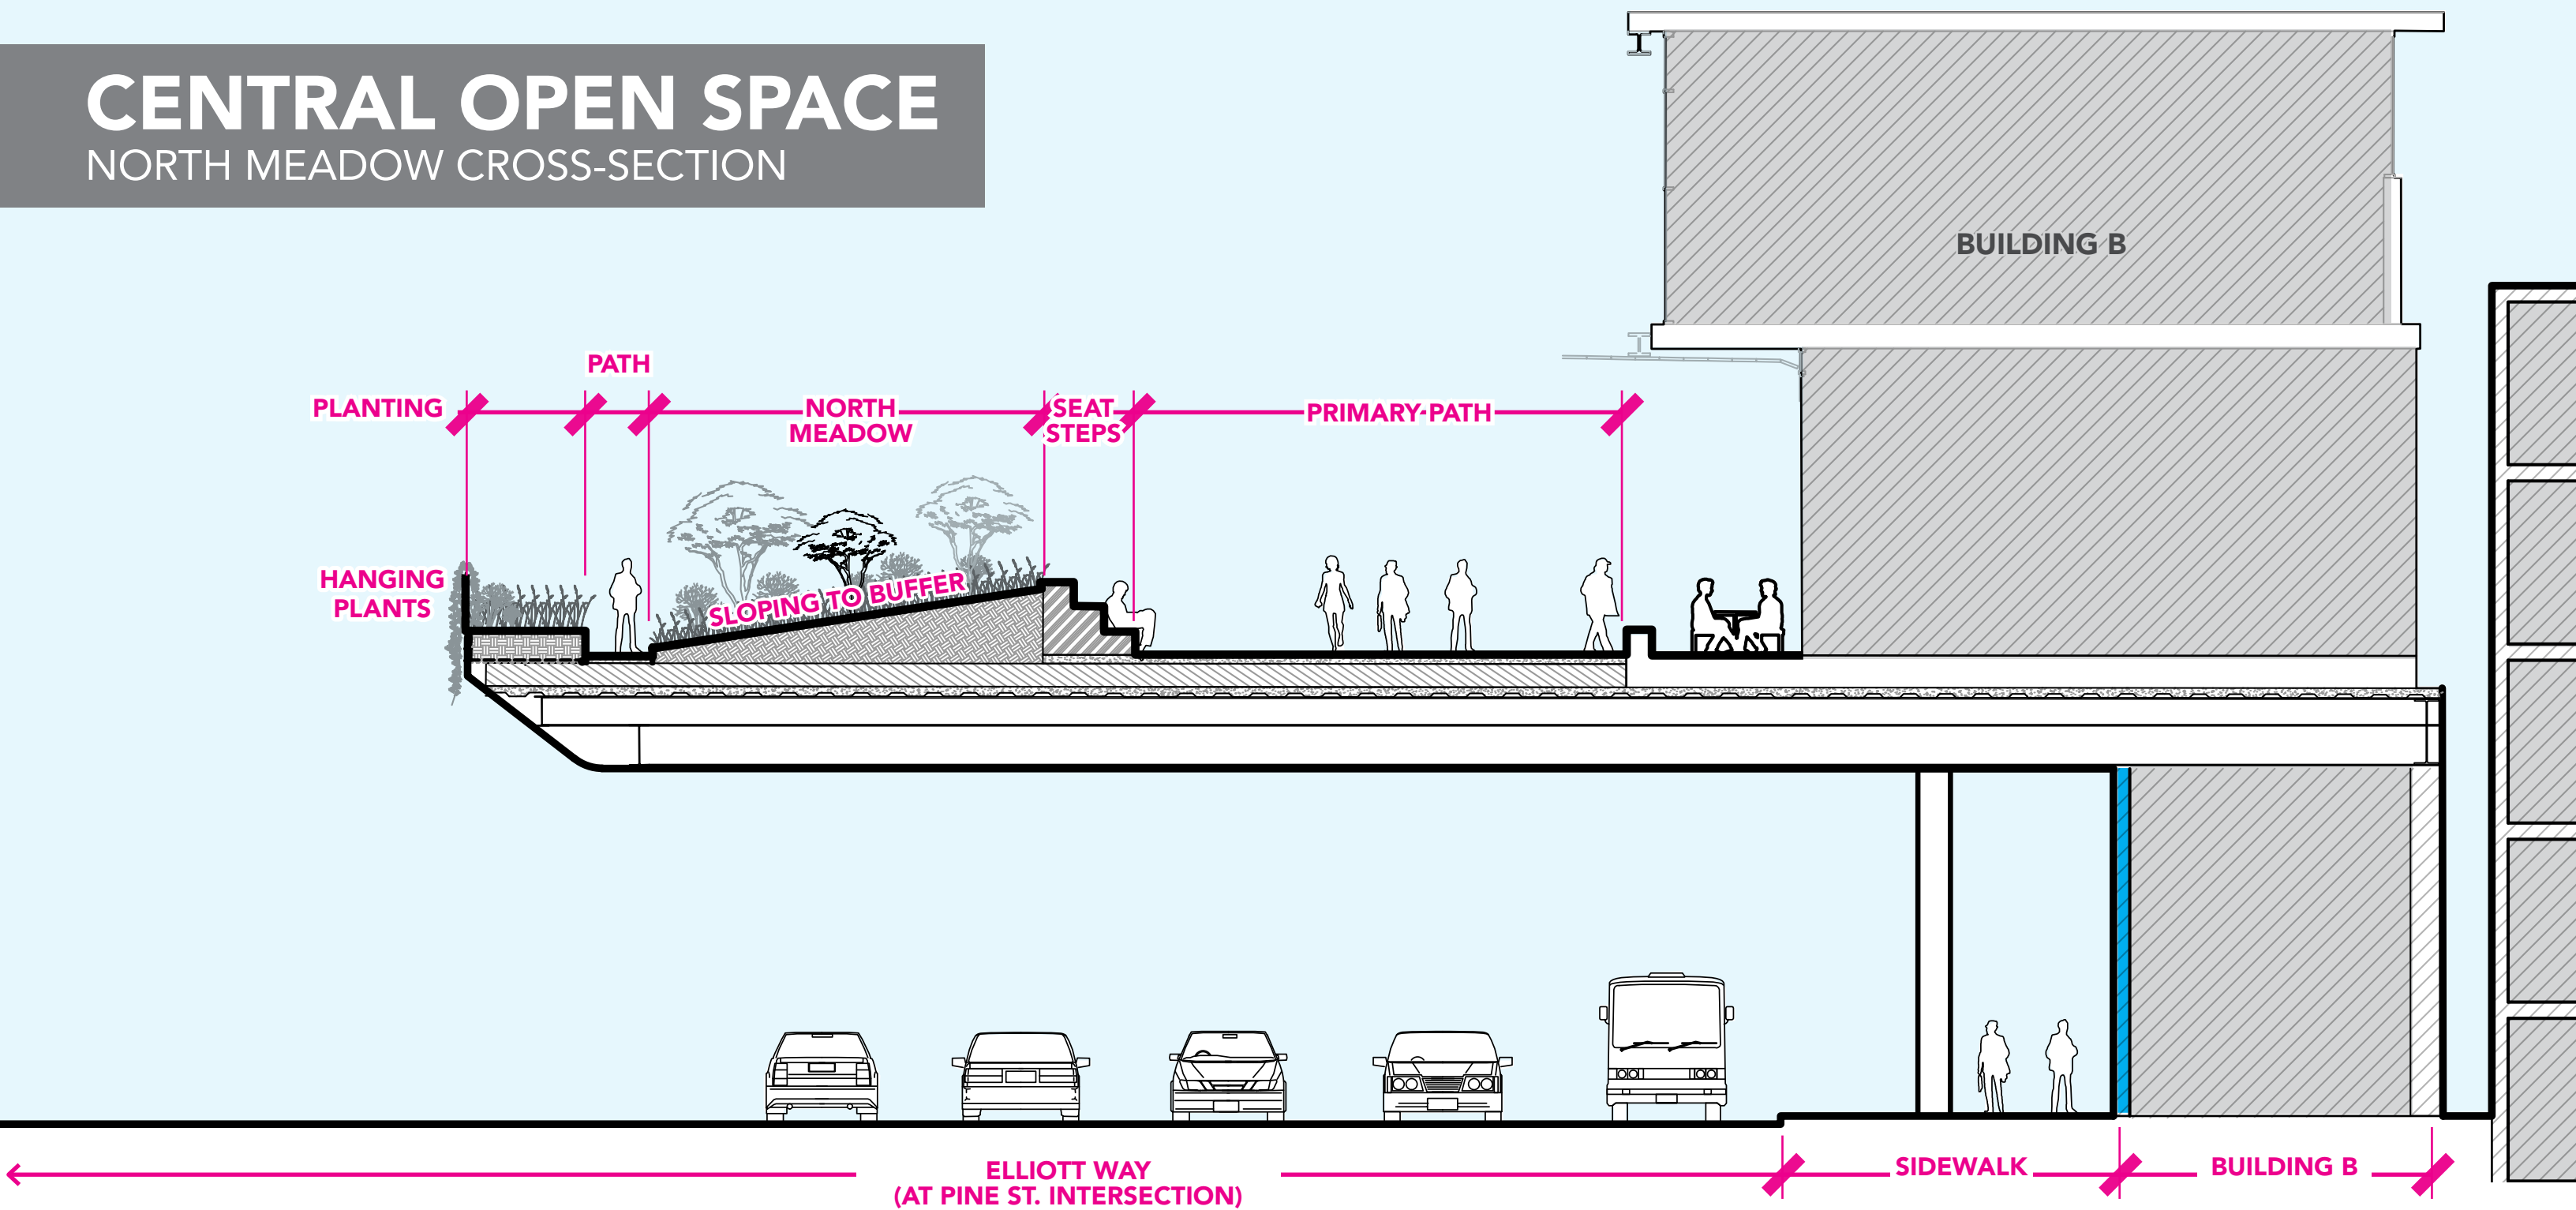 CENTRAL OPEN SPACE
NORTH MEADOW CROSS-SECTION
BUILDING B
PATH
PLANTING
NORTH
MEADOW
SEAT
STEPS
PRIMARY PATH
HANGING
PLANTS
SLOPING TO BUFFER
ELLIOTT WAY
(AT PINE ST. INTERSECTION)
SIDEWALK
BUILDING B